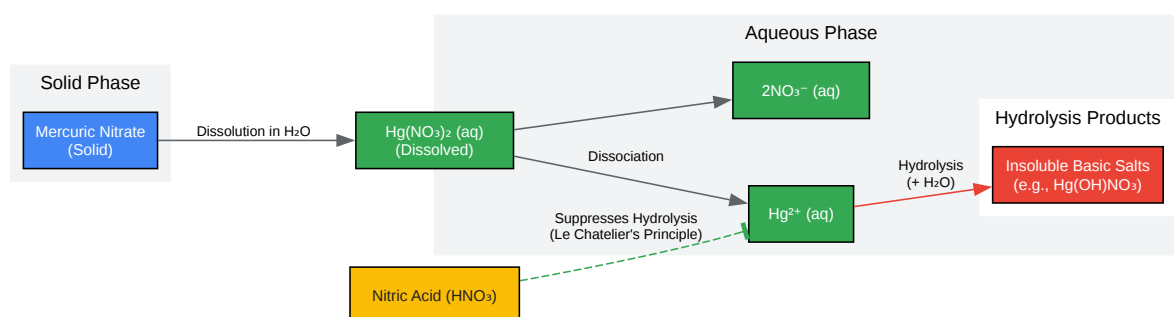 Aqueous Phase
Solid Phase
Mercuric Nitrate
(Solid)
Dissolution in H₂O
Hg(NO₃)₂ (aq)
(Dissolved)
2NO₃⁻ (aq)
Dissociation
Hg²⁺ (aq)
Hydrolysis
(+ H₂O)
Hydrolysis Products
Insoluble Basic Salts
(e.g., Hg(OH)NO₃)
Suppresses Hydrolysis
(Le Chatelier's Principle)
Nitric Acid (HNO₃)